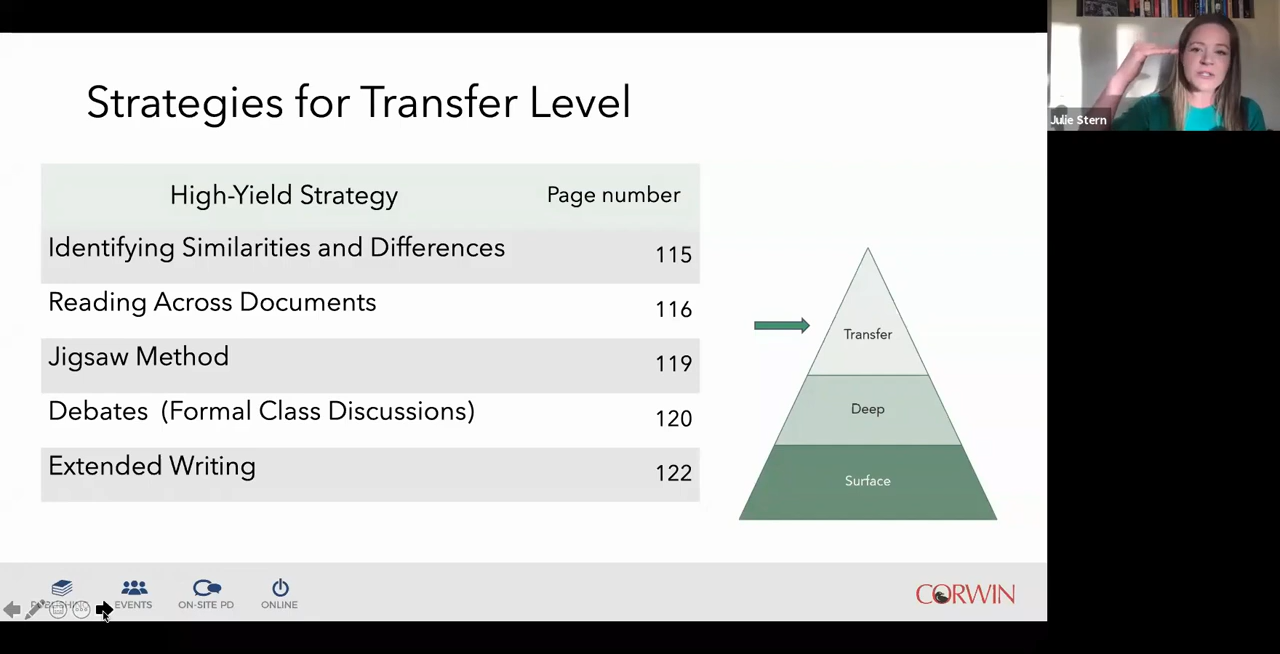 Strategies for Transfer Level
High-Yield Strategy Page number
Identifying Similarities and Differences 115
Reading Across Documents 116
Jigsaw Method 119
Debates (Formal Class Discussions) 120
Extended Writing 122
Transfer
Deep
Surface
EVENTS ON-SITE PD ONLINE
CORWIN
Julie Stern